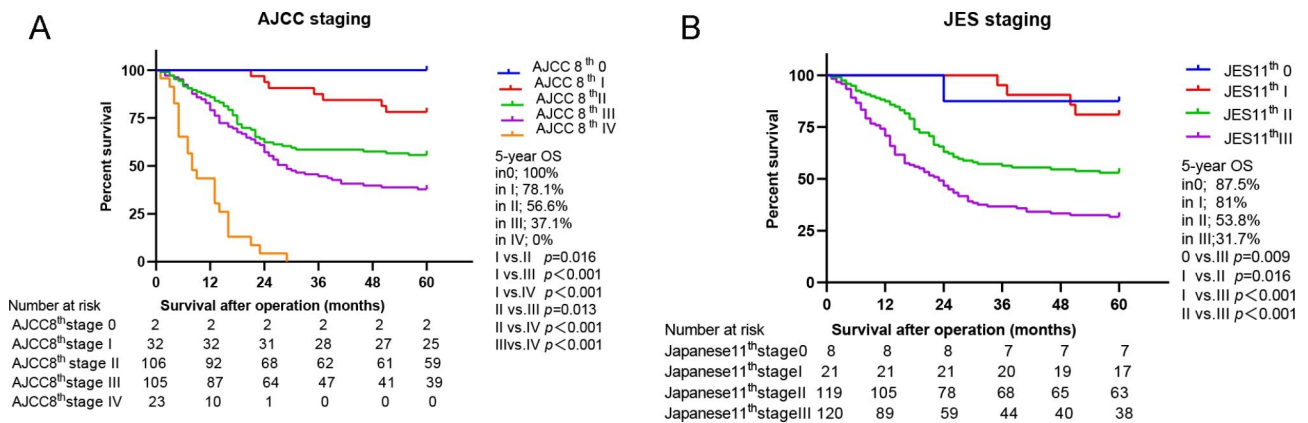 A
AJCC staging
Percent survival
100
75
50
25
0
0 12 24 36 48 60
Survival after operation (months)
AJCC 8th 0
AJCC 8th I
AJCC 8th II
AJCC 8th III
AJCC 8th IV
5-year OS
in0; 100%
in I; 78.1%
in II; 56.6%
in III; 37.1%
in IV; 0%
I vs.II p=0.016
I vs.III p<0.001
I vs.IV p<0.001
II vs.III p=0.013
II vs.IV p<0.001
IIIvs.IV p<0.001
Number at risk
AJCC8thstage 0 2 2 2 2 2 2
AJCC8thstage I 32 32 31 28 27 25
AJCC8th stage II 106 92 68 62 61 59
AJCC8thstage III 105 87 64 47 41 39
AJCC8thstage IV 23 10 1 0 0 0
B
JES staging
Percent survival
100
75
50
25
0
0 12 24 36 48 60
Survival after operation (months)
JES11th 0
JES11th I
JES11th II
JES11thIII
5-year OS
in0; 87.5%
in I; 81%
in II; 53.8%
in III;31.7%
0 vs.III p=0.009
I vs.II p=0.016
I vs.III p<0.001
II vs.III p<0.001
Number at risk
Japanese11thstage0 8 8 8 7 7 7
Japanese11thstageI 21 21 21 20 19 17
Japanese11thstageII 119 105 78 68 65 63
Japanese11thstageIII 120 89 59 44 40 38